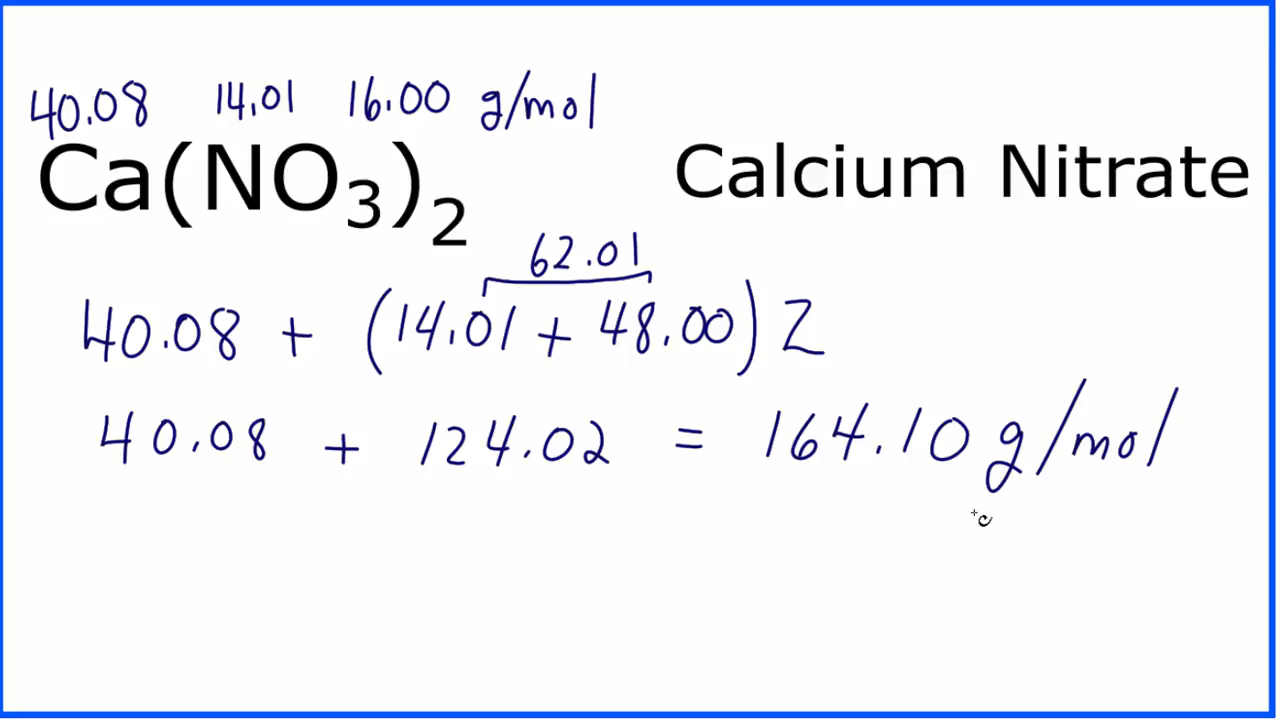 40.08 14.01 16.00 g/mol
Ca(NO₃)₂ Calcium Nitrate
62.01
40.08 + (14.01 + 48.00) 2
40.08 + 124.02 = 164.10 g/mol